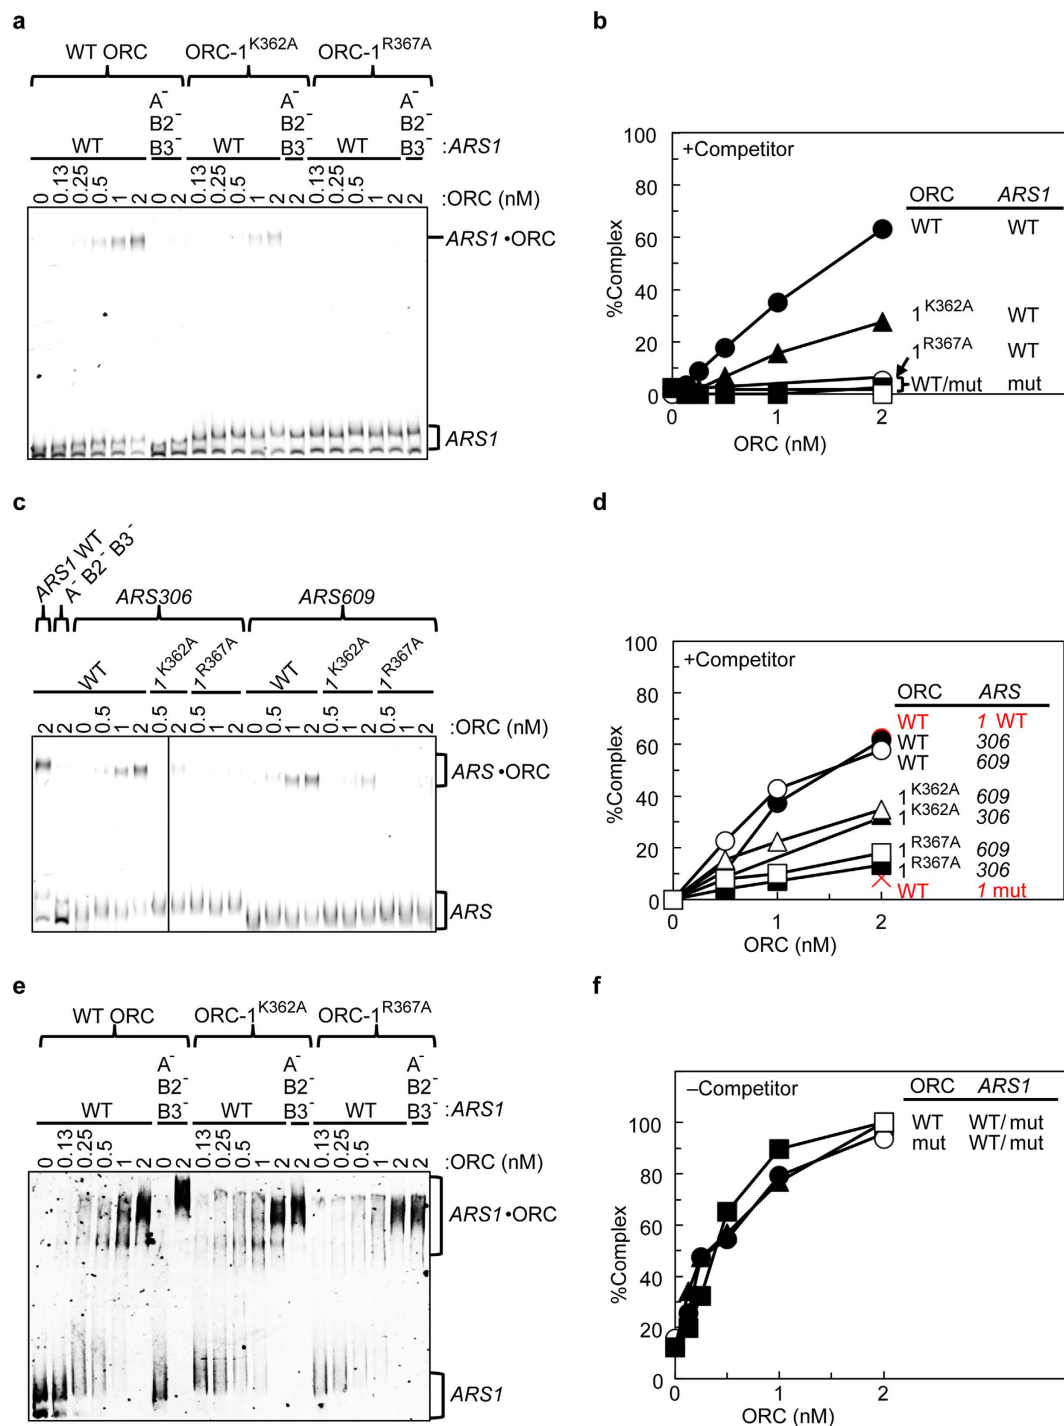 a
WT ORC ORC-1K362A ORC-1R367A
A- A- A-
B2- B2- B2-
WT B3- WT B3- WT B3- :ARS1
0 0.13 0.25 0.5 1 2 0 2 0.13 0.25 0.5 1 2 2 0.13 0.25 0.5 1 2 2 :ORC (nM)
ARS1•ORC
ARS1
b
+Competitor
100
80
60
40
20
0
%Complex
0 1 2
ORC (nM)
ORC ARS1
WT WT
1K362A WT
1R367A WT
WT/mut mut
c
ARS1 WT
A- B2- B3-
ARS306 ARS609
WT 1K362A 1R367A WT 1K362A 1R367A
2 2 0 0.5 1 2 0.5 2 0.5 1 2 0 0.5 1 2 0.5 1 2 0.5 1 2 :ORC (nM)
ARS•ORC
ARS
d
+Competitor
100
80
60
40
20
0
%Complex
0 1 2
ORC (nM)
ORC ARS
WT 1 WT
WT 306
WT 609
1K362A 609
1K362A 306
1R367A 609
1R367A 306
WT 1 mut
e
WT ORC ORC-1K362A ORC-1R367A
A- A- A-
B2- B2- B2-
WT B3- WT B3- WT B3- :ARS1
0 0.13 0.25 0.5 1 2 0 2 0.13 0.25 0.5 1 2 2 0.13 0.25 0.5 1 2 2 :ORC (nM)
ARS1•ORC
ARS1
f
–Competitor
100
80
60
40
20
0
%Complex
0 1 2
ORC (nM)
ORC ARS1
WT WT/mut
mut WT/mut